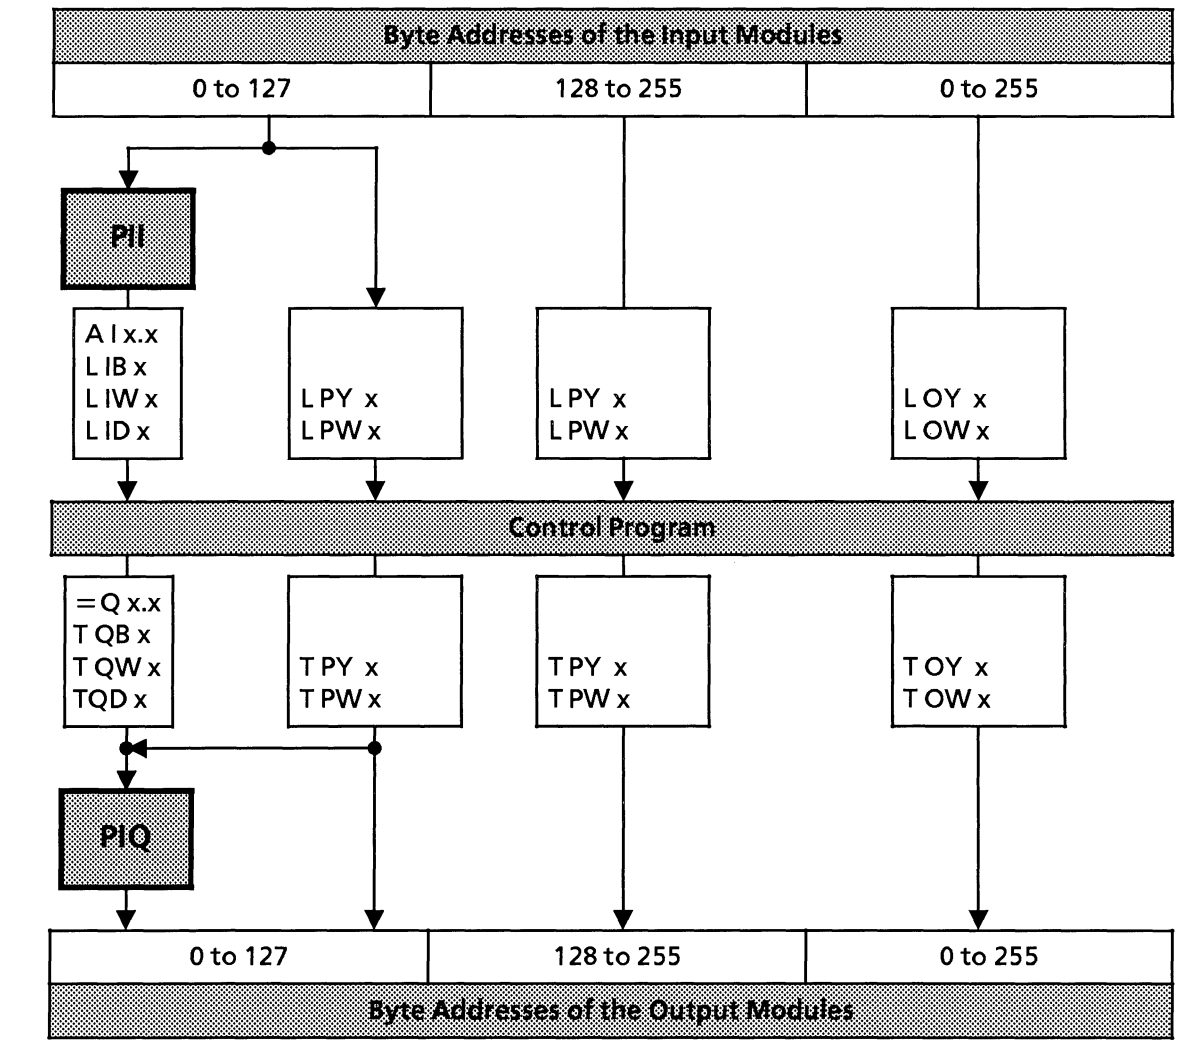 Byte Addresses of the Input Modules
0 to 127
128 to 255
0 to 255
PII
A I x.x
L IB x
L IW x
L ID x
L PY x
L PW x
L PY x
L PW x
L OY x
L OW x
Control Program
=Q x.x
T QB x
T QW x
TQD x
T PY x
T PW x
T PY x
T PW x
T OY x
T OW x
PIQ
0 to 127
128 to 255
0 to 255
Byte Addresses of the Output Modules